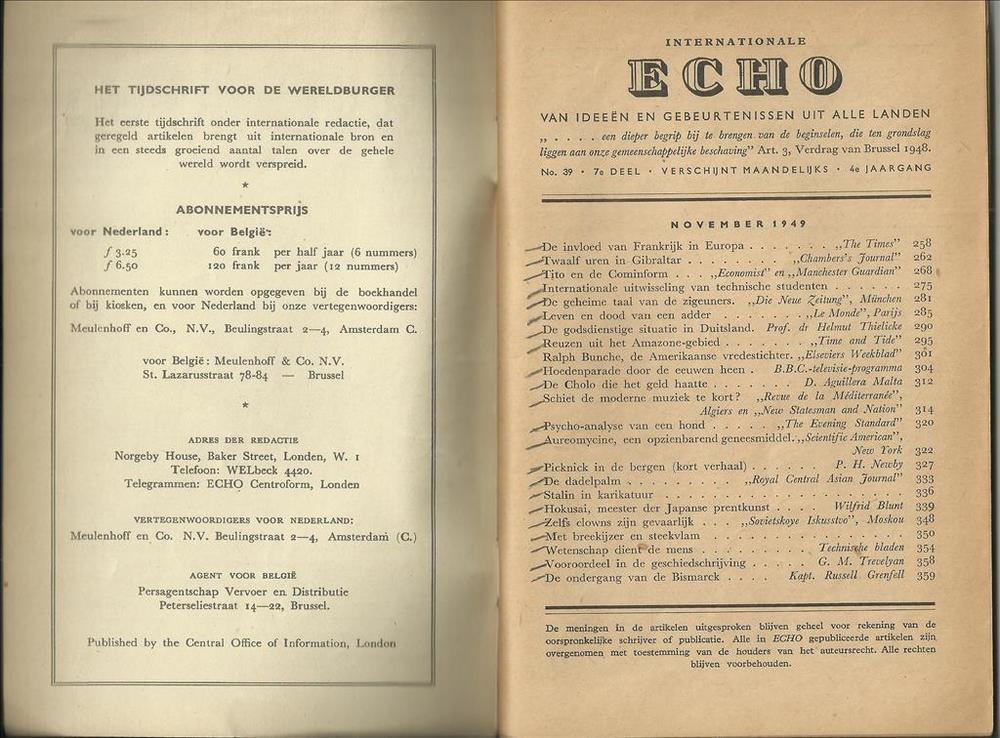 HET TIJDSCHRIFT VOOR DE WERELDBURGER
Het eerste tijdschrift onder internationale redactie, dat
geregeld artikelen brengt uit internationale bron en
in een steeds groeiend aantal talen over de gehele
wereld wordt verspreid.
*
ABONNEMENTSPRIJS
voor Nederland: voor België:
ƒ 3.25 60 frank per half jaar (6 nummers)
ƒ 6.50 120 frank per jaar (12 nummers)
Abonnementen kunnen worden opgegeven bij de boekhandel
of bij kiosken, en voor Nederland bij onze vertegenwoordigers:
Meulenhoff en Co., N.V., Beulingstraat 2—4, Amsterdam C.
voor België: Meulenhoff & Co. N.V.
St. Lazarusstraat 78-84 — Brussel
*
ADRES DER REDACTIE
Norgeby House, Baker Street, London, W. 1
Telefoon: WELbeck 4420.
Telegrammen: ECHO Centroform, London
VERTEGENWOORDIGERS VOOR NEDERLAND:
Meulenhoff en Co. N.V. Beulingstraat 2—4, Amsterdam (C.)
AGENT VOOR BELGIË
Persagentschap Vervoer en Distributie
Peterseliestraat 14—22, Brussel.
Published by the Central Office of Information, London
INTERNATIONALE
ECHO
VAN IDEEËN EN GEBEURTENISSEN UIT ALLE LANDEN
„ . . . . een dieper begrip bij te brengen van de beginselen, die ten grondslag
liggen aan onze gemeenschappelijke beschaving” Art. 3, Verdrag van Brussel 1948.
No. 39 · 7e DEEL · VERSCHIJNT MAANDELIJKS · 4e JAARGANG
NOVEMBER 1949
De invloed van Frankrijk in Europa . . . . . . . „The Times” 258
Twaalf uren in Gibraltar . . . . . . . . „Chambers's Journal” 262
Tito en de Cominform . . . „Economist” en „Manchester Guardian” 268
Internationale uitwisseling van technische studenten . . . . . . 275
De geheime taal van de zigeuners. „Die Neue Zeitung”, München 281
Leven en dood van een adder . . . . . . . „Le Monde”, Parijs 285
De godsdienstige situatie in Duitsland. Prof. dr Helmut Thielicke 290
Reuzen uit het Amazone-gebied . . . . . . . „Time and Tide” 295
Ralph Bunche, de Amerikaanse vredestichter. „Elseviers Weekblad” 301
Hoedenparade door de eeuwen heen . B.B.C.-televisie-programma 304
De Cholo die het geld haatte . . . . . . . D. Aguillera Malta 312
Schiet de moderne muziek te kort? „Revue de la Méditerranée”,
Algiers en „New Statesman and Nation” 314
Psycho-analyse van een hond . . . . . „The Evening Standard” 320
Aureomycine, een opzienbarend geneesmiddel. „Scientific American”,
New York 322
Picknick in de bergen (kort verhaal) . . . . . . P. H. Newby 327
De dadelpalm . . . . . . . . . „Royal Central Asian Journal” 333
Stalin in karikatuur . . . . . . . . . . . . . . . . . . . 336
Hokusai, meester der Japanse prentkunst . . . . Wilfrid Blunt 339
Zelfs clowns zijn gevaarlijk . . . „Sovietskoye Iskusstvo”, Moskou 348
Met breekijzer en steekvlam . . . . . . . . . . . . . . . 350
Wetenschap dient de mens . . . . . . . . . Technische bladen 354
Vooroordeel in de geschiedschrijving . . . . . G. M. Trevelyan 358
De ondergang van de Bismarck . . . . Kapt. Russell Grenfell 359
De meningen in de artikelen uitgesproken blijven geheel voor rekening van de
oorspronkelijke schrijver of publicatie. Alle in ECHO gepubliceerde artikelen zijn
overgenomen met toestemming van de houders van het auteursrecht. Alle rechten
blijven voorbehouden.